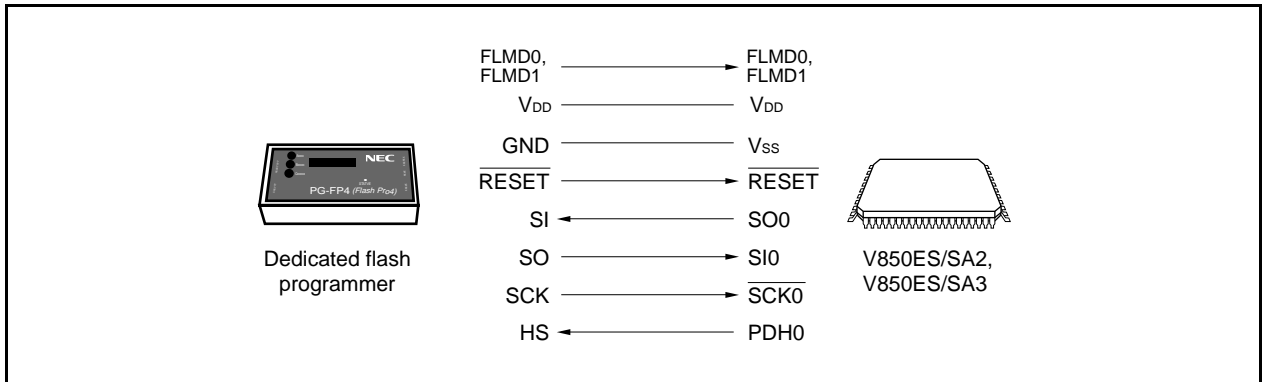 FLMD0, FLMD0,
FLMD1 FLMD1
VDD VDD
GND VSS
RESET RESET
SI SO0
SO SI0
SCK SCK0
HS PDH0
NEC
PG-FP4 (Flash Pro4)
Dedicated flash
programmer
V850ES/SA2,
V850ES/SA3